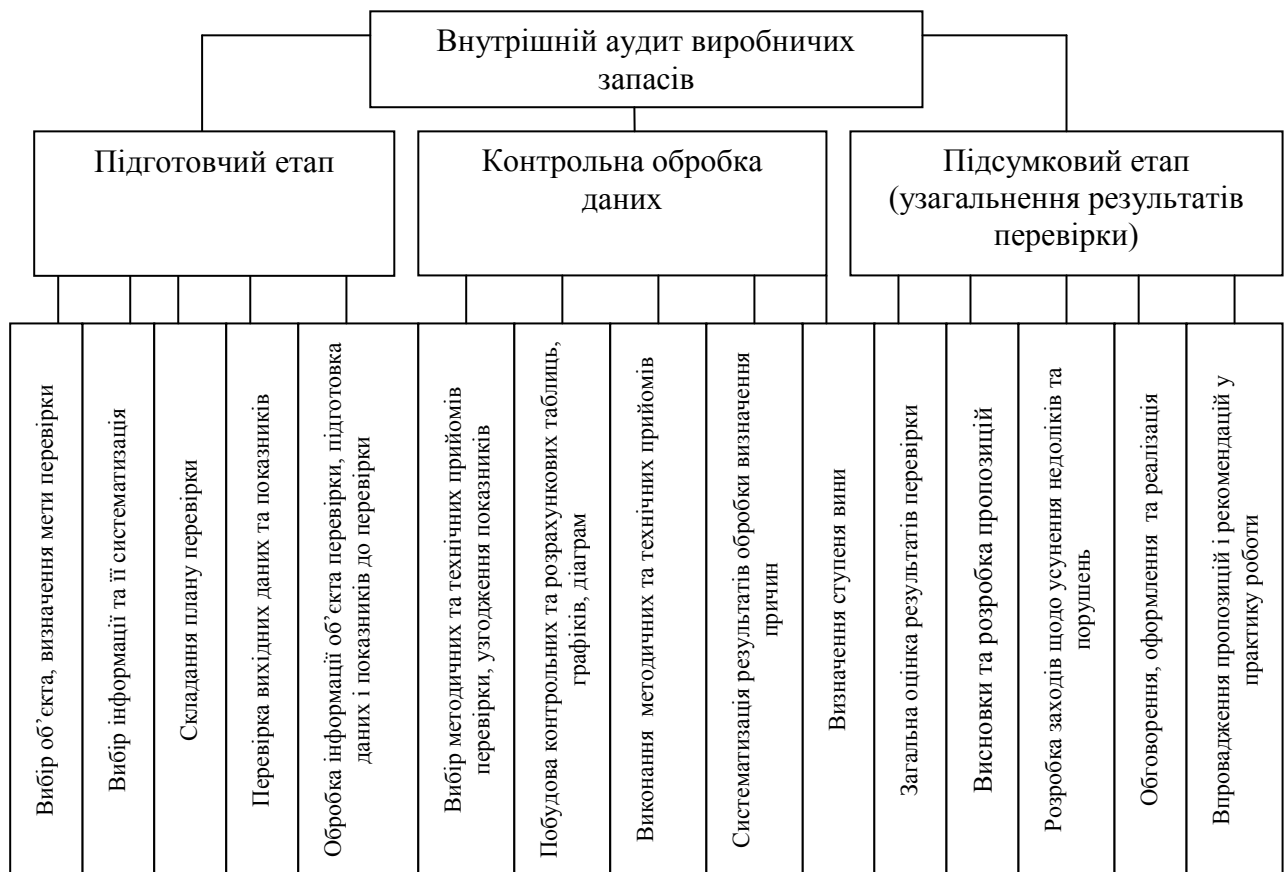 Внутрішній аудит виробничих
запасів
Підготовчий етап
Контрольна обробка
даних
Підсумковий етап
(узагальнення результатів
перевірки)
Вибір об’єкта, визначення мети перевірки
Вибір інформації та її систематизація
Складання плану перевірки
Перевірка вихідних даних та показників
Обробка інформації об’єкта перевірки, підготовка
даних і показників до перевірки
Вибір методичних та технічних прийомів
перевірки, узгодження показників
Побудова контрольних та розрахункових таблиць,
графіків, діаграм
Виконання методичних та технічних прийомів
Систематизація результатів обробки визначення
причин
Визначення ступеня вини
Загальна оцінка результатів перевірки
Висновки та розробка пропозицій
Розробка заходів щодо усунення недоліків та
порушень
Обговорення, оформлення та реалізація
Впровадження пропозицій і рекомендацій у
практику роботи